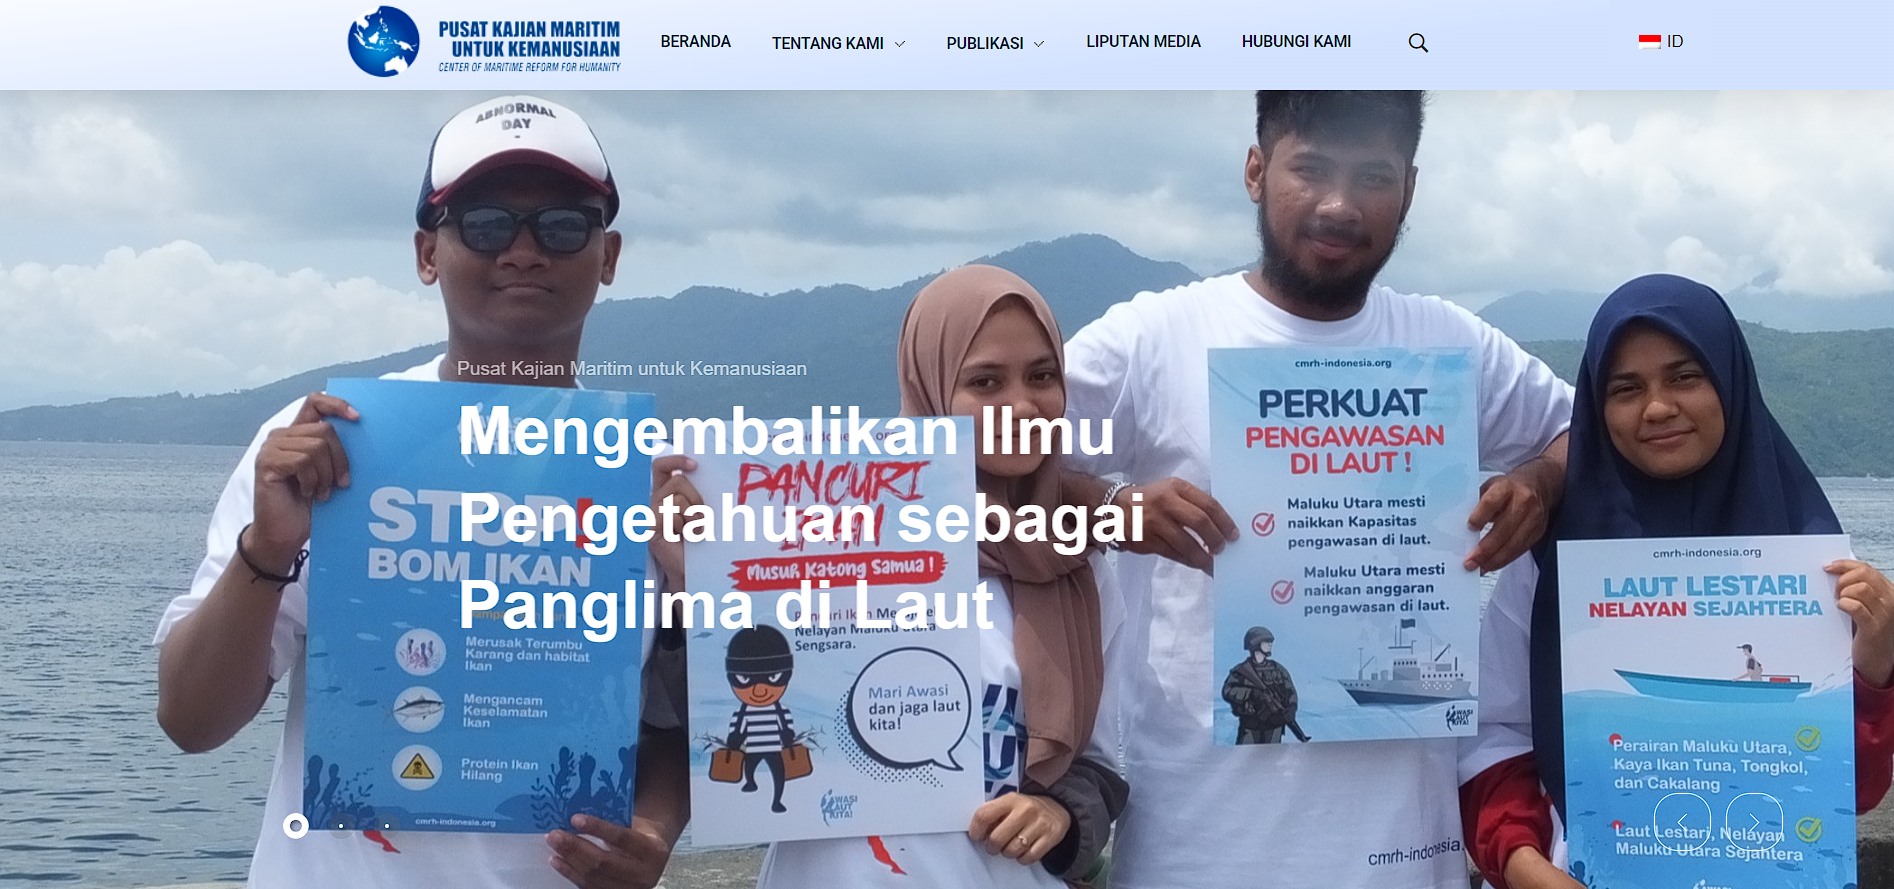 PUSAT KAJIAN MARITIM
UNTUK KEMANUSIAAN
CENTER OF MARITIME REFORM FOR HUMANITY
BERANDA
TENTANG KAMI
PUBLIKASI
LIPUTAN MEDIA
HUBUNGI KAMI
ID
ABNORMAL
DAY
Pusat Kajian Maritim untuk Kemanusiaan
Mengembalikan Ilmu
Pengetahuan sebagai
Panglima di Laut
STOP!
BOM IKAN
Merusak Terumbu
Karang dan habitat
Ikan
Mengancam
Keselamatan
Ikan
Protein Ikan
Hilang
cmrh-indonesia.org
PANCURI
IKAN
Musuh Katong Samua !
Pancuri Ikan
Nelayan Maluku Utara
Sengsara.
Mari Awasi
dan jaga laut
kita!
AWASI
LAUT
KITA!
cmrh-indonesia.org
PERKUAT
PENGAWASAN
DI LAUT !
Maluku Utara mesti
naikkan Kapasitas
pengawasan di laut.
Maluku Utara mesti
naikkan anggaran
pengawasan di laut.
AWASI
LAUT
KITA!
cmrh-indonesia.
cmrh-indonesia.org
LAUT LESTARI
NELAYAN SEJAHTERA
Perairan Maluku Utara,
Kaya Ikan Tuna, Tongkol,
dan Cakalang
Laut Lestari, Nelayan
Maluku Utara Sejahtera